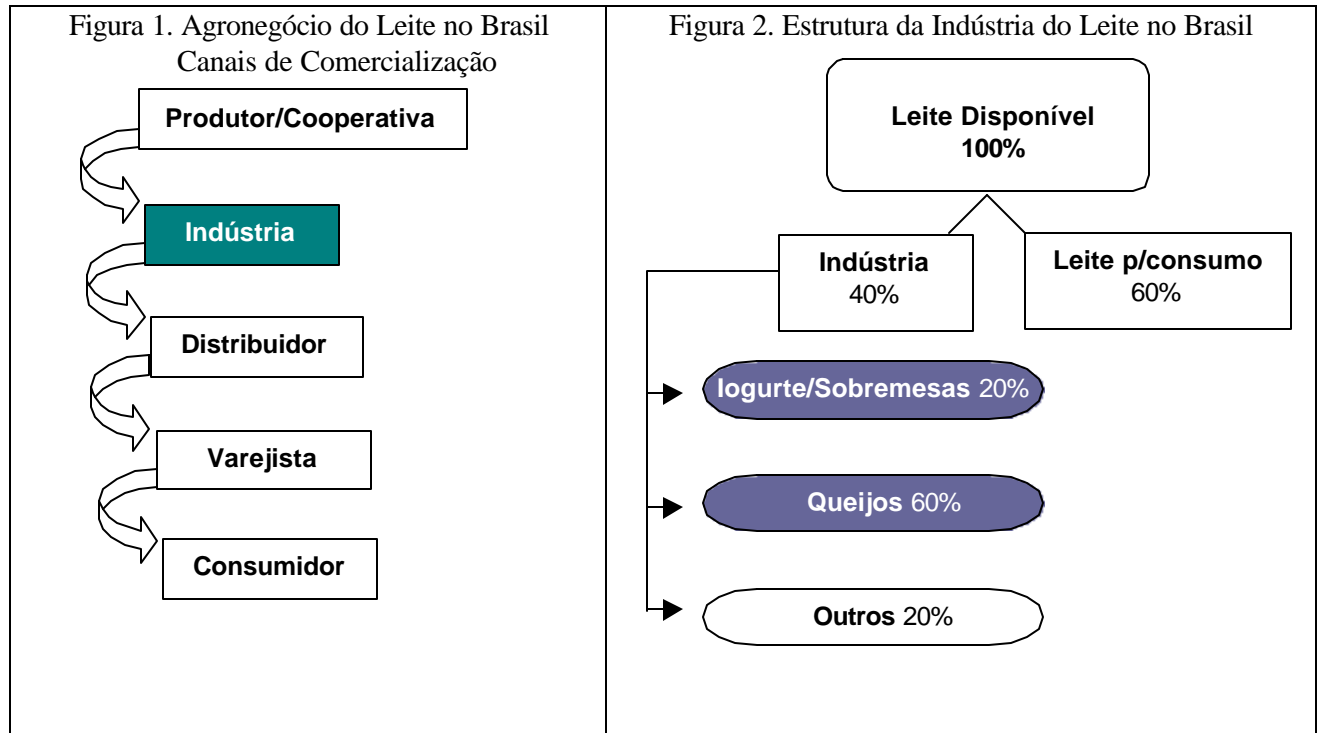 Figura 1. Agronegócio do Leite no Brasil
Canais de Comercialização
Produtor/Cooperativa
Indústria
Distribuidor
Varejista
Consumidor
Figura 2. Estrutura da Indústria do Leite no Brasil
Leite Disponível
100%
Indústria
40%
Leite p/consumo
60%
Iogurte/Sobremesas 20%
Queijos 60%
Outros 20%